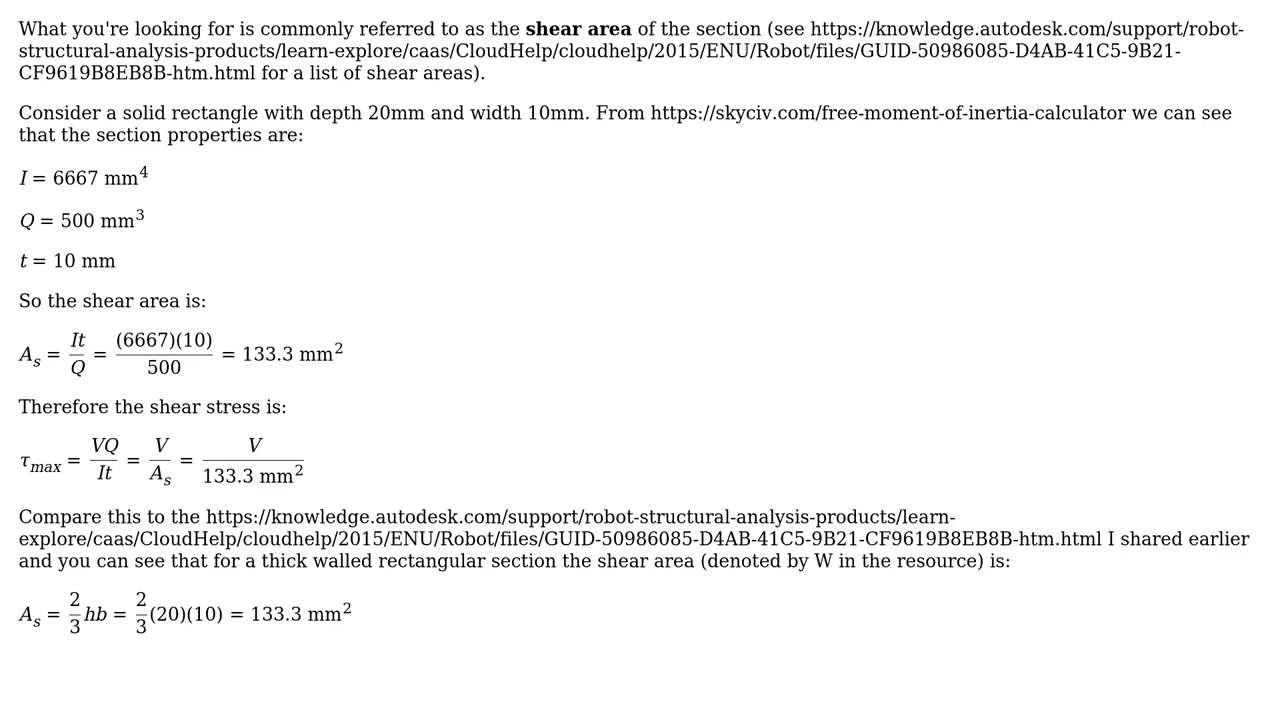 What you're looking for is commonly referred to as the shear area of the section (see https://knowledge.autodesk.com/support/robot-
structural-analysis-products/learn-explore/caas/CloudHelp/cloudhelp/2015/ENU/Robot/files/GUID-50986085-D4AB-41C5-9B21-
CF9619B8EB8B-htm.html for a list of shear areas).
Consider a solid rectangle with depth 20mm and width 10mm. From https://skyciv.com/free-moment-of-inertia-calculator we can see
that the section properties are:
I = 6667 mm⁴
Q = 500 mm³
t = 10 mm
So the shear area is:
A_s = It/Q = (6667)(10)/500 = 133.3 mm²
Therefore the shear stress is:
τ_max = VQ/It = V/A_s = V/133.3 mm²
Compare this to the https://knowledge.autodesk.com/support/robot-structural-analysis-products/learn-
explore/caas/CloudHelp/cloudhelp/2015/ENU/Robot/files/GUID-50986085-D4AB-41C5-9B21-CF9619B8EB8B-htm.html I shared earlier
and you can see that for a thick walled rectangular section the shear area (denoted by W in the resource) is:
A_s = 2/3 hb = 2/3 (20)(10) = 133.3 mm²